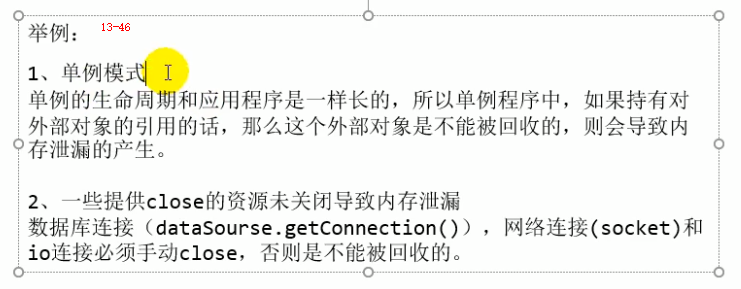 举例：
13-46
1、单例模式
单例的生命周期和应用程序是一样长的，所以单例程序中，如果持有对
外部对象的引用的话，那么这个外部对象是不能被回收的，则会导致内
存泄漏的产生。
2、一些提供close的资源未关闭导致内存泄漏
数据库连接（dataSourse.getConnection()），网络连接(socket)和
io连接必须手动close，否则是不能被回收的。